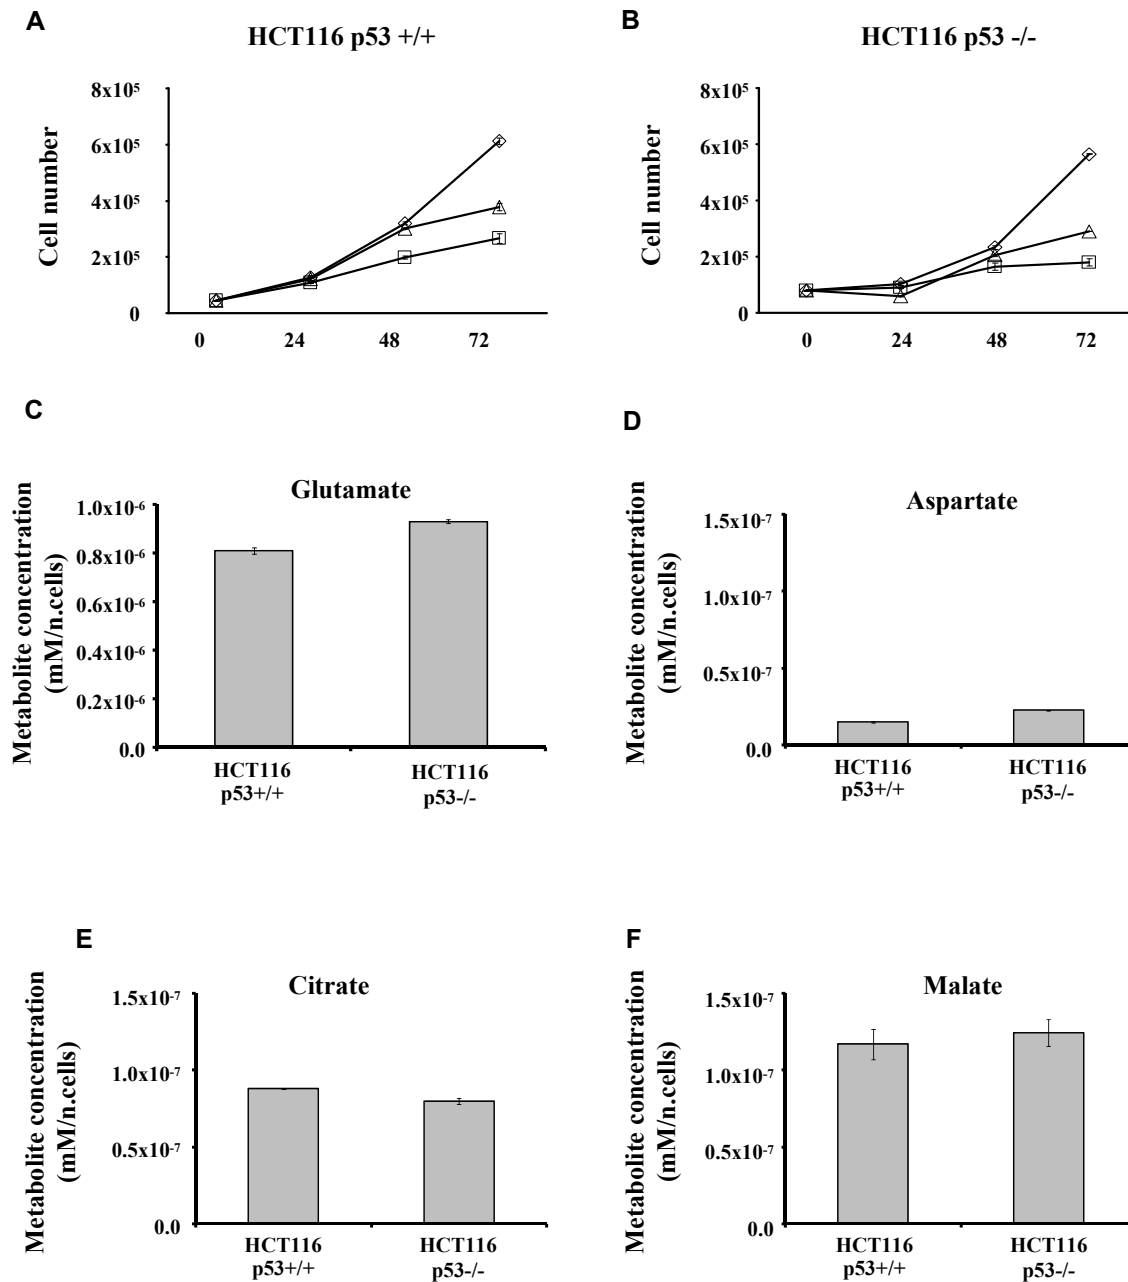 A
HCT116 p53 +/+
Cell number
8x10⁵
6x10⁵
4x10⁵
2x10⁵
0
0 24 48 72
B
HCT116 p53 -/-
Cell number
8x10⁵
6x10⁵
4x10⁵
2x10⁵
0
0 24 48 72
C
Glutamate
Metabolite concentration
(mM/n.cells)
1.0x10⁻⁶
0.8x10⁻⁶
0.6x10⁻⁶
0.4x10⁻⁶
0.2x10⁻⁶
0.0
HCT116
p53+/+
HCT116
p53-/-
D
Aspartate
Metabolite concentration
(mM/n.cells)
1.5x10⁻⁷
1.0x10⁻⁷
0.5x10⁻⁷
0.0
HCT116
p53+/+
HCT116
p53-/-
E
Citrate
Metabolite concentration
(mM/n.cells)
1.5x10⁻⁷
1.0x10⁻⁷
0.5x10⁻⁷
0.0
HCT116
p53+/+
HCT116
p53-/-
F
Malate
Metabolite concentration
(mM/n.cells)
1.5x10⁻⁷
1.0x10⁻⁷
0.5x10⁻⁷
0.0
HCT116
p53+/+
HCT116
p53-/-